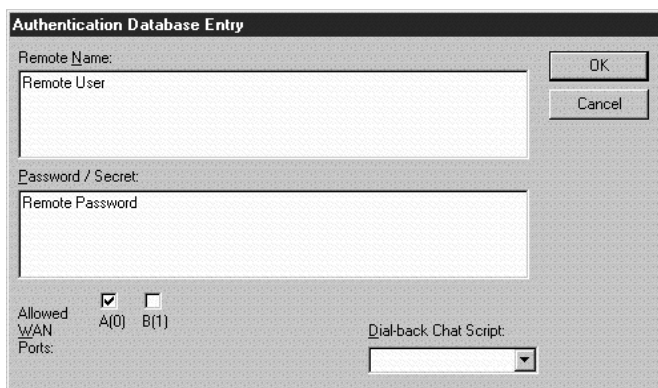 Authentication Database Entry
Remote Name:
Remote User
OK
Cancel
Password / Secret:
Remote Password
Allowed WAN Ports:
A(0) B(1)
Dial-back Chat Script: